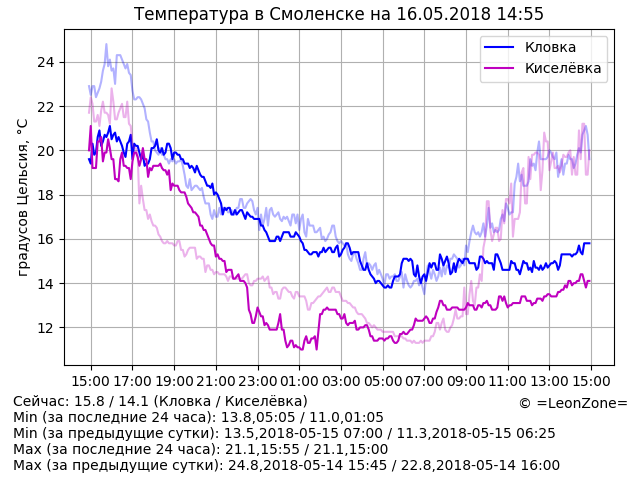 Температура в Смоленске на 16.05.2018 14:55
Кловка
Киселёвка
градусов Цельсия, °C
24
22
20
18
16
14
12
15:00 17:00 19:00 21:00 23:00 01:00 03:00 05:00 07:00 09:00 11:00 13:00 15:00
Сейчас: 15.8 / 14.1 (Кловка / Киселёвка)
© =LeonZone=
Min (за последние 24 часа): 13.8,05:05 / 11.0,01:05
Min (за предыдущие сутки): 13.5,2018-05-15 07:00 / 11.3,2018-05-15 06:25
Max (за последние 24 часа): 21.1,15:55 / 21.1,15:00
Max (за предыдущие сутки): 24.8,2018-05-14 15:45 / 22.8,2018-05-14 16:00